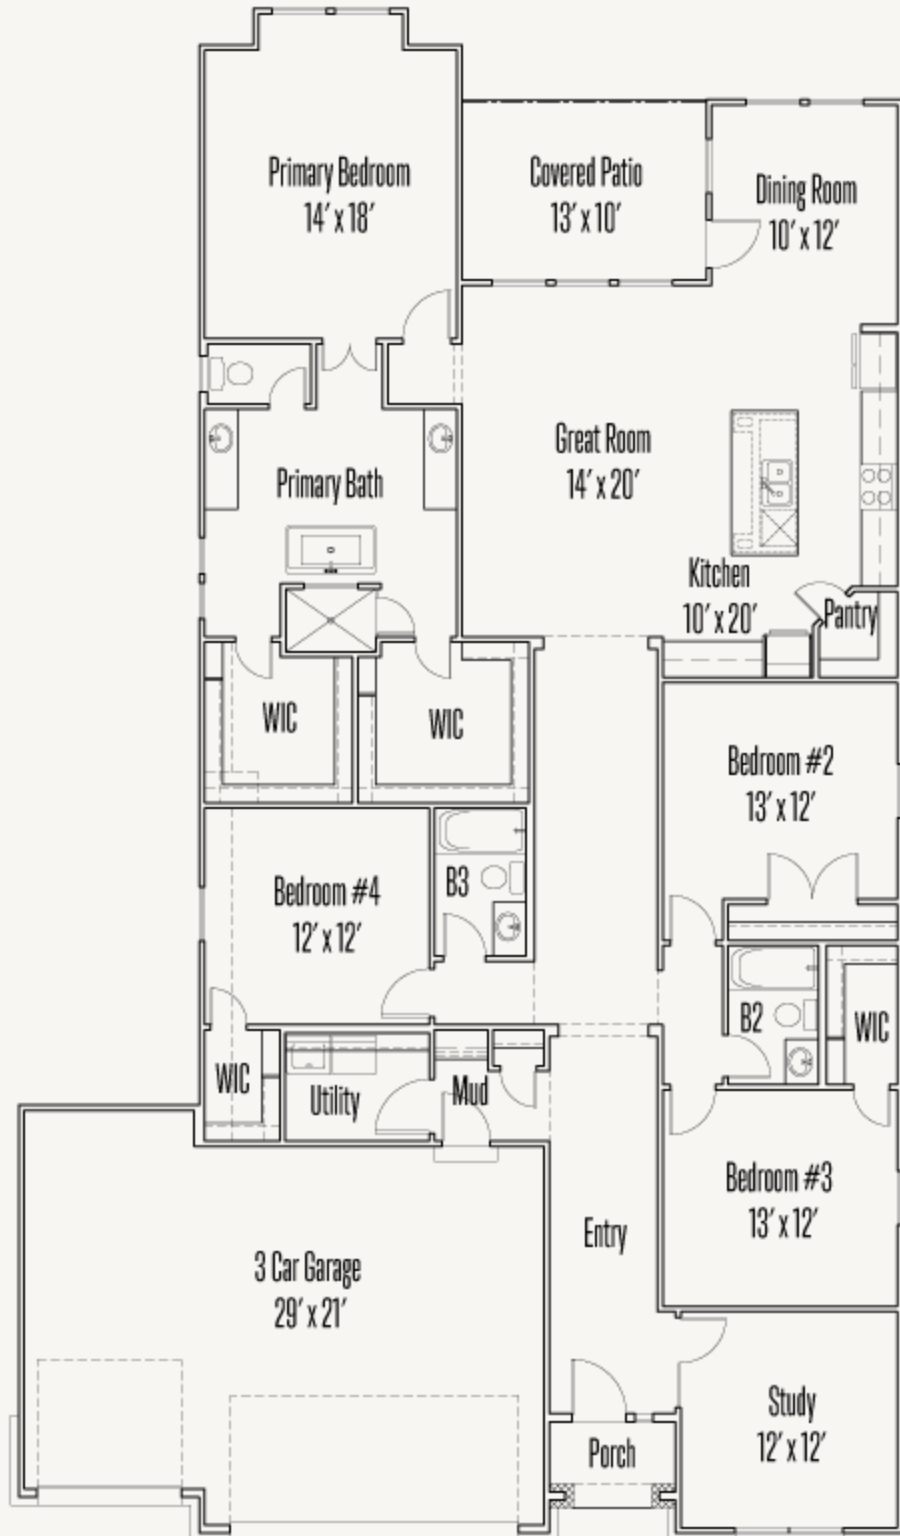 Primary Bedroom
14′ x 18′
Covered Patio
13′ x 10′
Dining Room
10′ x 12′
Great Room
14′ x 20′
Primary Bath
Kitchen
10′ x 20′
Pantry
WIC
WIC
Bedroom #2
13′ x 12′
Bedroom #4
12′ x 12′
B3
B2
WIC
WIC
Utility
Mud
Bedroom #3
13′ x 12′
Entry
3 Car Garage
29′ x 21′
Study
12′ x 12′
Porch